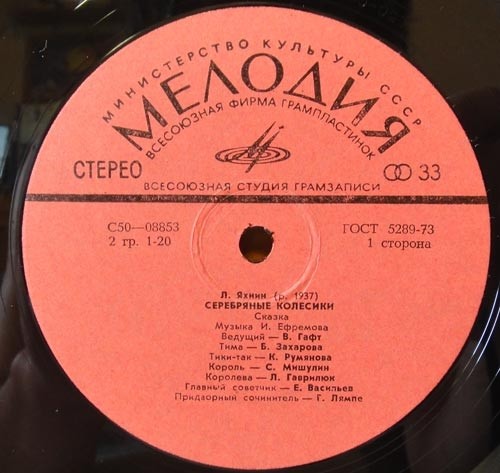 МИНИСТЕРСТВО КУЛЬТУРЫ СССР
МЕЛОДИЯ
ВСЕСОЮЗНАЯ ФИРМА ГРАМПЛАСТИНОК
СТЕРЕО 33
ВСЕСОЮЗНАЯ СТУДИЯ ГРАМЗАПИСИ
С50—08853 ГОСТ 5289-73
2 гр. 1-20 1 сторона
Л. Яхнин (р. 1937)
СЕРЕБРЯНЫЕ КОЛЕСИКИ
Сказка
Музыка И. Ефремова
Ведущий — В. Гафт
Тима — Б. Захарова
Тики-так — К. Румянова
Король — С. Мишулин
Королева — Л. Гаврилюк
Главный советчик — Е. Васильев
Придворный сочинитель — Г. Лямпе